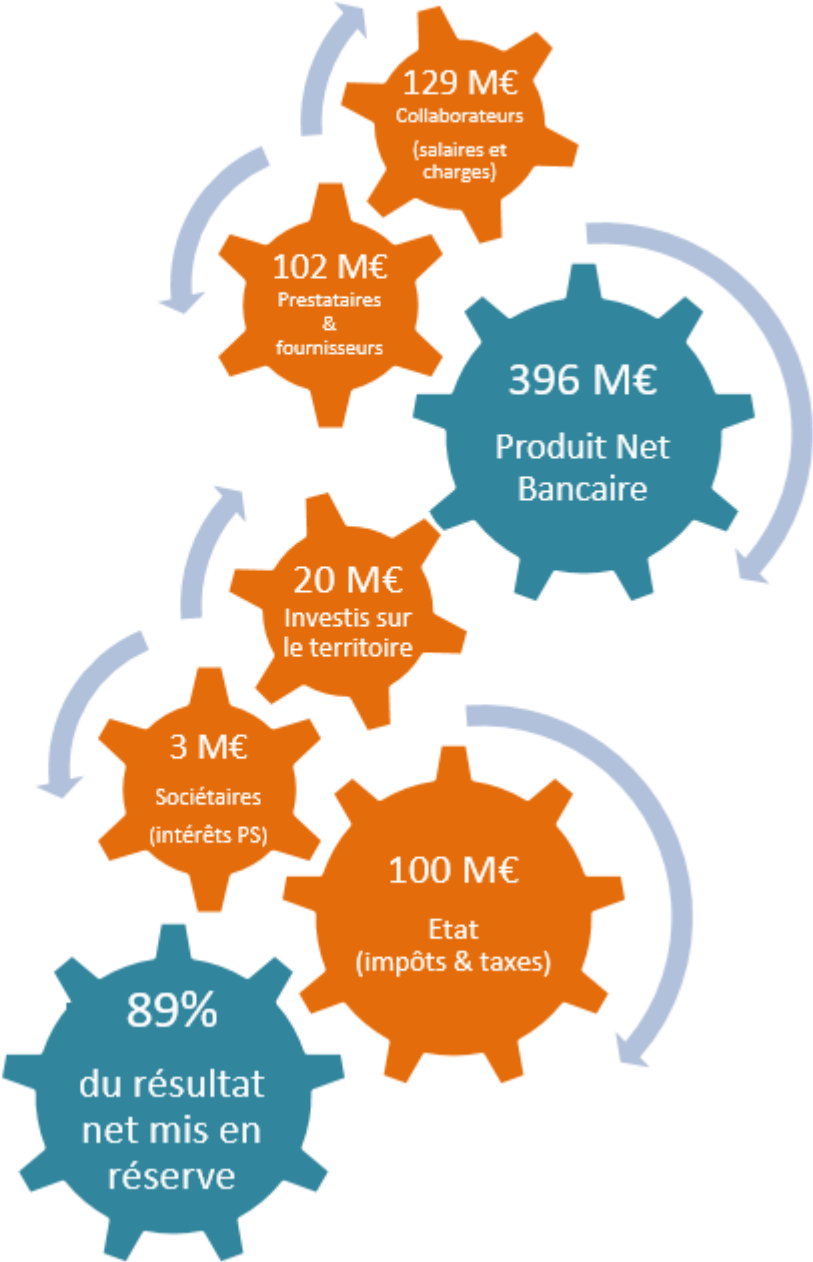 129 M€
Collaborateurs
(salaires et
charges)
102 M€
Prestataires
&
fournisseurs
396 M€
Produit Net
Bancaire
20 M€
Investis sur
le territoire
3 M€
Sociétaires
(intérêts PS)
100 M€
Etat
(impôts & taxes)
89%
du résultat
net mis en
réserve